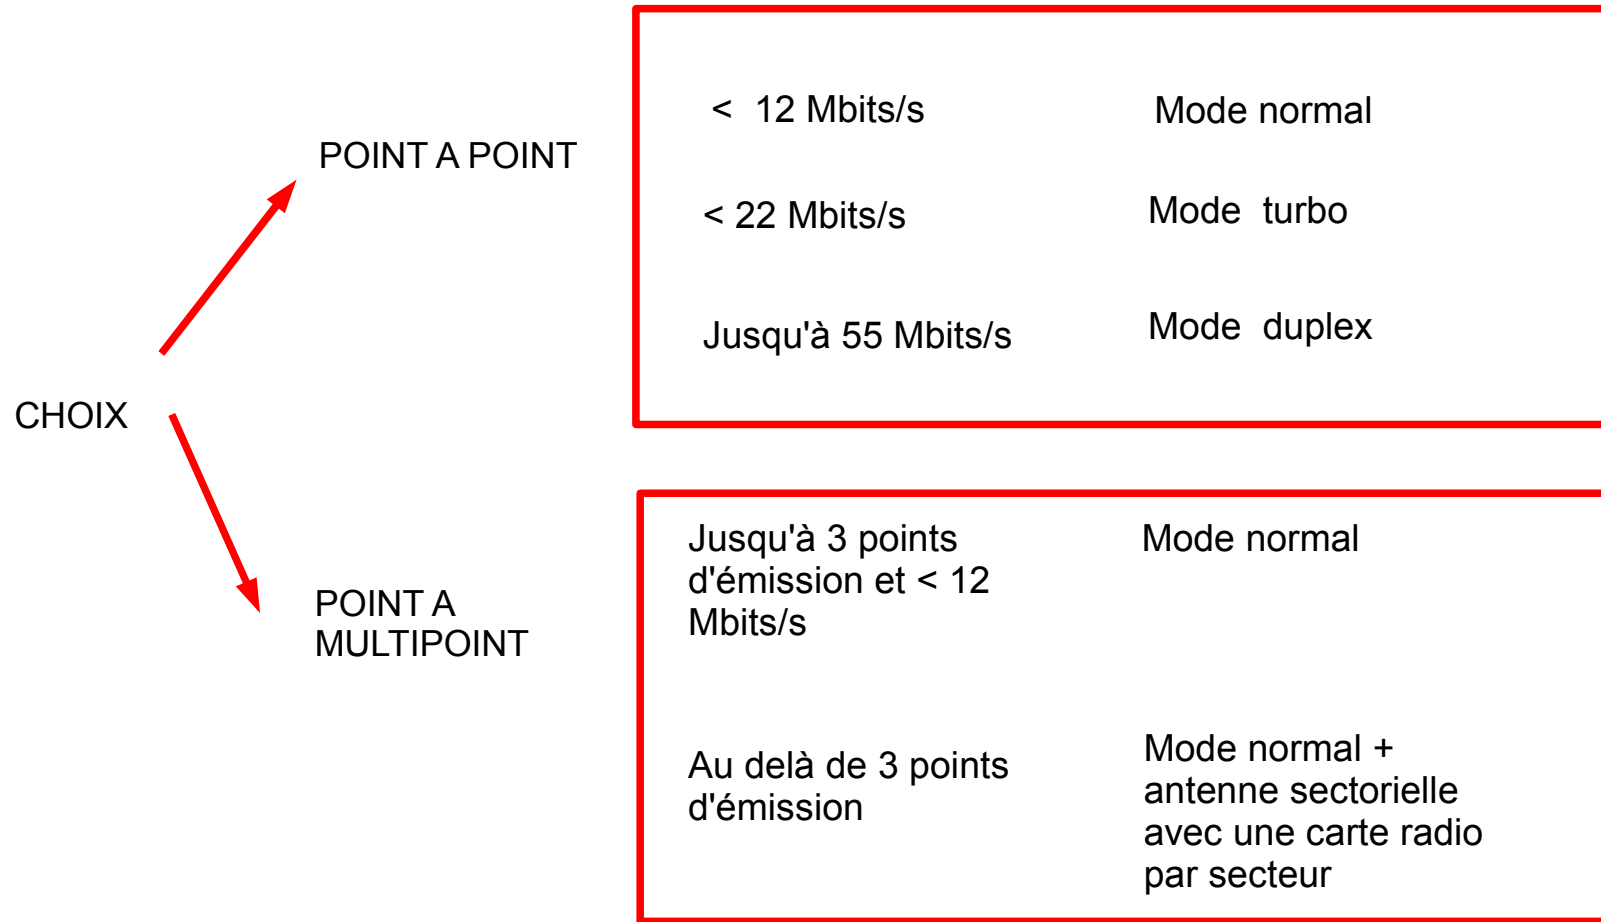 CHOIX
POINT A POINT
< 12 Mbits/s
Mode normal
< 22 Mbits/s
Mode turbo
Jusqu'à 55 Mbits/s
Mode duplex
POINT A
MULTIPOINT
Jusqu'à 3 points
d'émission et < 12
Mbits/s
Mode normal
Au delà de 3 points
d'émission
Mode normal +
antenne sectorielle
avec une carte radio
par secteur